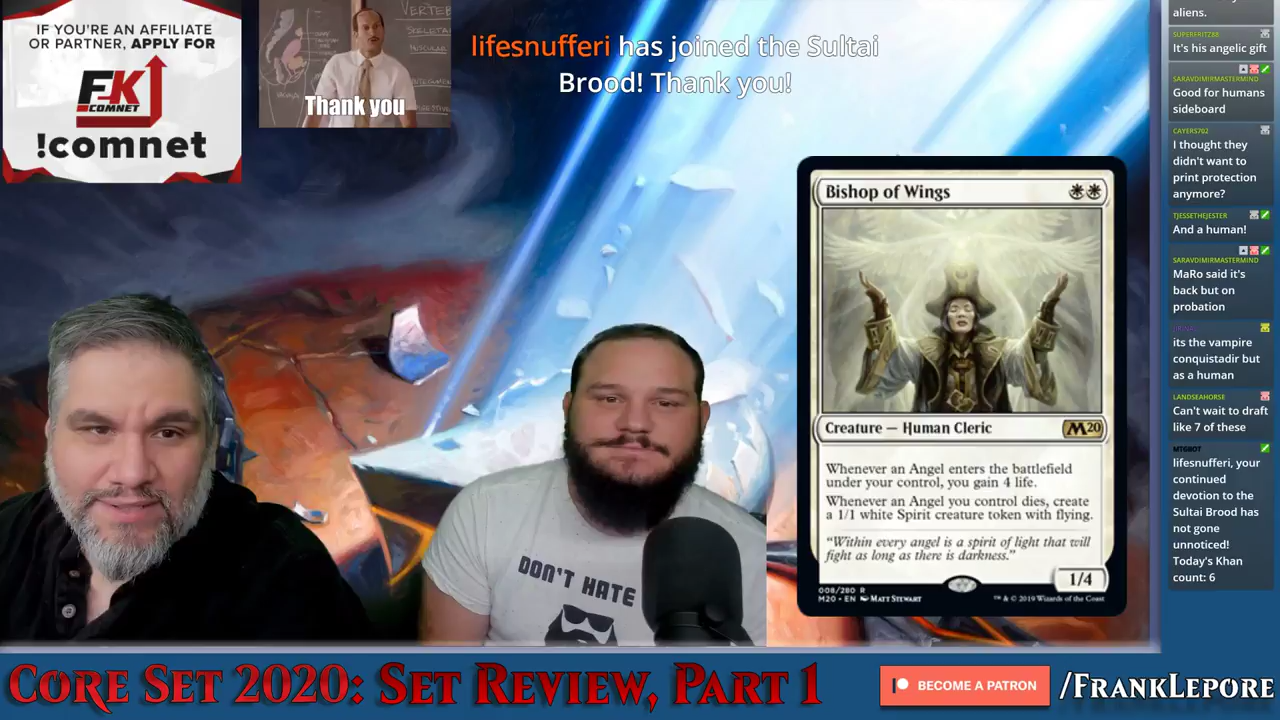 IF YOU'RE AN AFFILIATE
OR PARTNER, APPLY FOR
F2K
COMNET
!comnet
VERTEB
SKELETA
MUSCULAR
Thank you
lifesnufferi has joined the Sultai
Brood! Thank you!
Bishop of Wings
Creature — Human Cleric
M20
Whenever an Angel enters the battlefield
under your control, you gain 4 life.
Whenever an Angel you control dies, create
a 1/1 white Spirit creature token with flying.
"Within every angel is a spirit of light that will
fight as long as there is darkness."
1/4
008/280 R
M20 • EN MATT STEWART
™ & © 2019 Wizards of the Coast
DON'T HATE
aliens.
SUPERFRITZ88
It's his angelic gift
SARAVDIMIRMASTERMIND
Good for humans
sideboard
CAYERS702
I thought they
didn't want to
print protection
anymore?
TJESSETHEJESTER
And a human!
SARAVDIMIRMASTERMIND
MaRo said it's
back but on
probation
its the vampire
conquistadir but
as a human
LANDSEAHORSE
Can't wait to draft
like 7 of these
MTGBOT
lifesnufferi, your
continued
devotion to the
Sultai Brood has
not gone
unnoticed!
Today's Khan
count: 6
CORE SET 2020: SET REVIEW, PART 1
BECOME A PATRON
/FRANKLEPORE